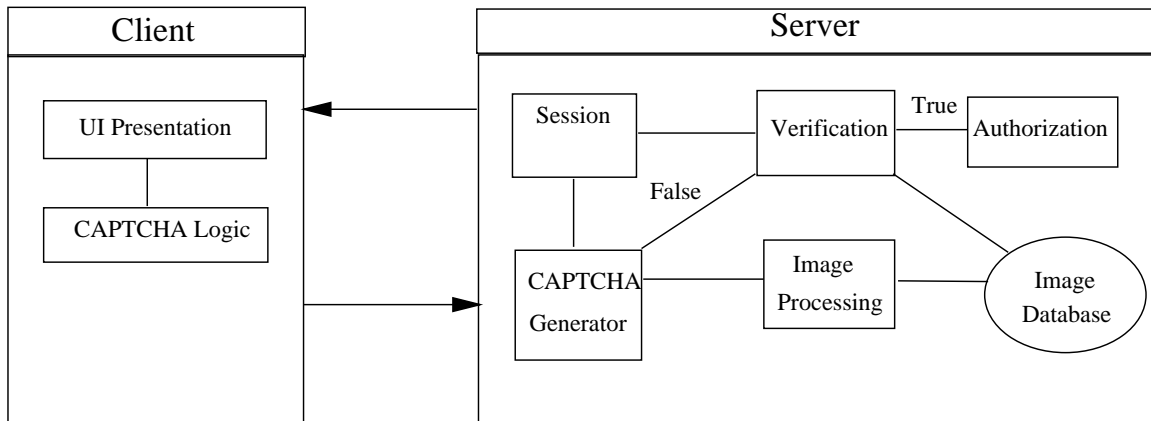 Client
Server
UI Presentation
CAPTCHA Logic
Session
Verification
True
Authorization
False
CAPTCHA
Generator
Image
Processing
Image
Database